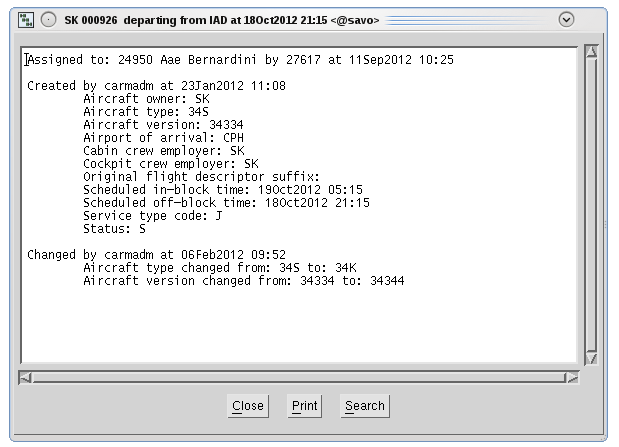 SK 000926 departing from IAD at 18Oct2012 21:15 <@savo>
Assigned to: 24950 Aae Bernardini by 27617 at 11Sep2012 10:25
Created by carmadm at 23Jan2012 11:08
Aircraft owner: SK
Aircraft type: 34S
Aircraft version: 34334
Airport of arrival: CPH
Cabin crew employer: SK
Cockpit crew employer: SK
Original flight descriptor suffix:
Scheduled in-block time: 19Oct2012 05:15
Scheduled off-block time: 18Oct2012 21:15
Service type code: J
Status: S
Changed by carmadm at 06Feb2012 09:52
Aircraft type changed from: 34S to: 34K
Aircraft version changed from: 34334 to: 34344
Close Print Search